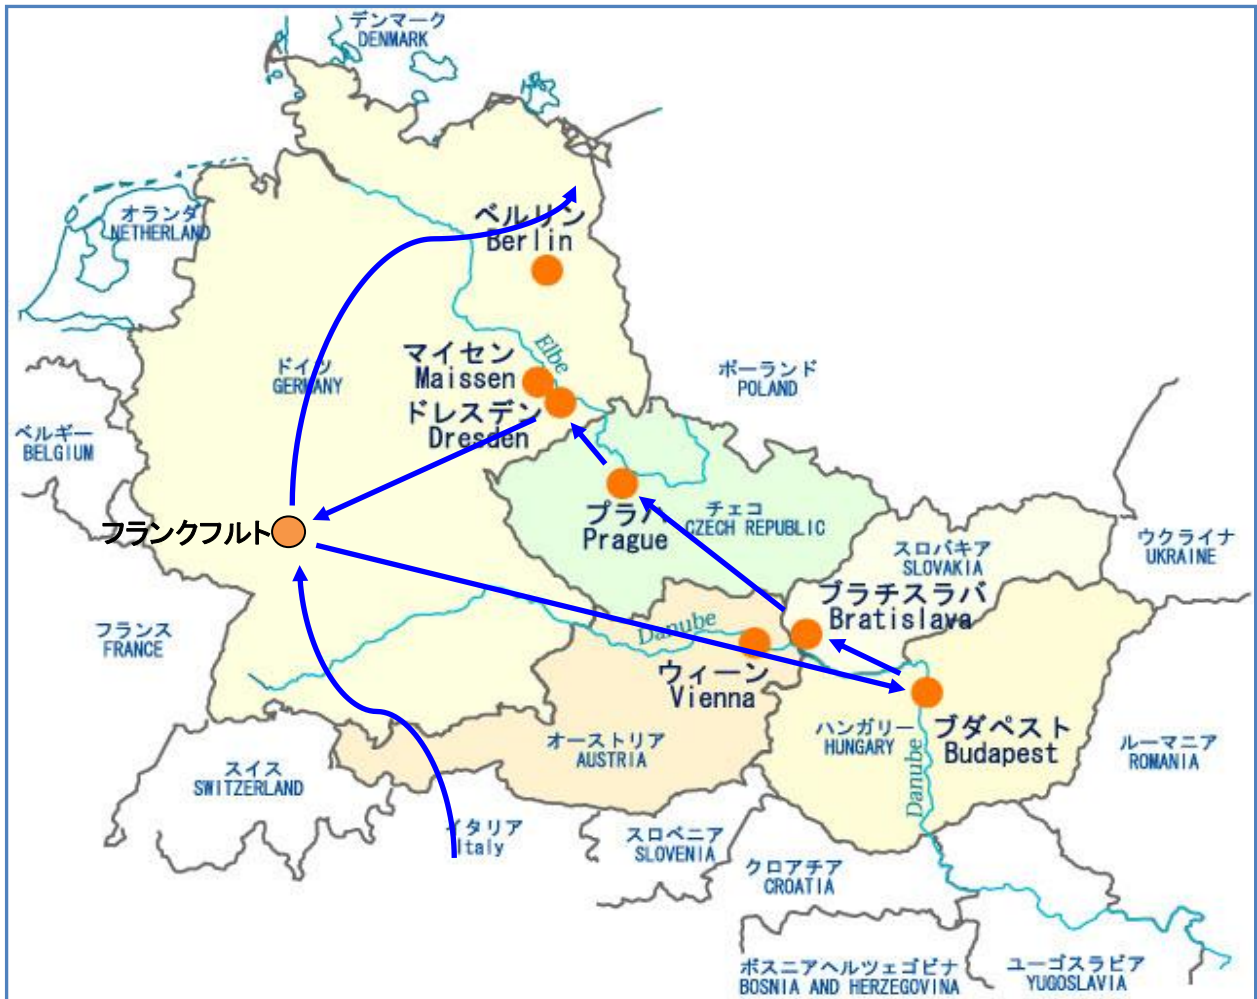 デンマーク
DENMARK
オランダ
NETHERLAND
ベルリン
Berlin
Elbe
ドイツ
GERMANY
マイセン
Maissen
ポーランド
POLAND
ドレスデン
Dresden
ベルギー
BELGIUM
フランクフルト
プラハ
Prague
チェコ
CZECH REPUBLIC
スロバキア
SLOVAKIA
ウクライナ
UKRAINE
ブラチスラバ
Bratislava
フランス
FRANCE
Danube
ウィーン
Vienna
ハンガリー
HUNGARY
ブダペスト
Budapest
Danube
オーストリア
AUSTRIA
ルーマニア
ROMANIA
スイス
SWITZERLAND
イタリア
Italy
スロベニア
SLOVENIA
クロアチア
CROATIA
ボスニアヘルツェゴビナ
BOSNIA AND HERZEGOVINA
ユーゴスラビア
YUGOSLAVIA